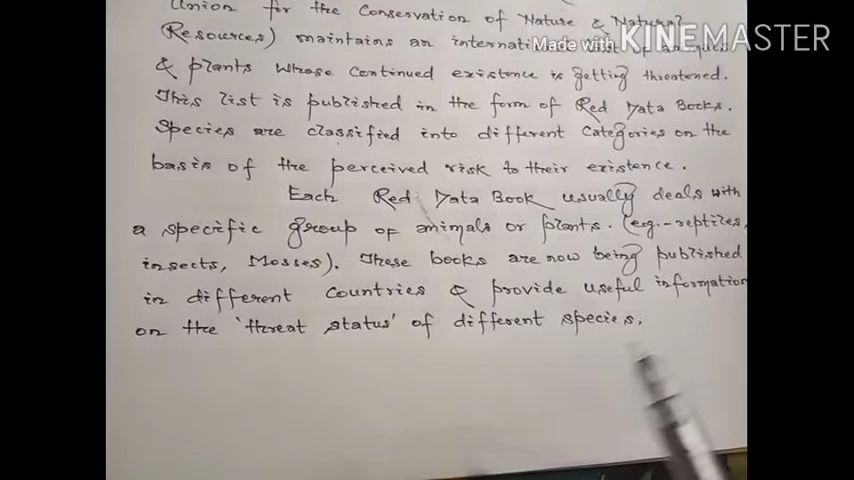 Union for the Conservation of Nature & Natural
Resources) maintains an international list of
& plants whose continued existence is getting threatened.
This list is published in the form of Red Data Books.
Species are classified into different categories on the
basis of the perceived risk to their existence.
Each Red Data Book usually deals with
a specific group of animals or plants. (eg.-reptiles,
insects, Mosses). These books are now being published
in different Countries & provide useful information
on the 'threat status' of different species.
Made with KINEMASTER